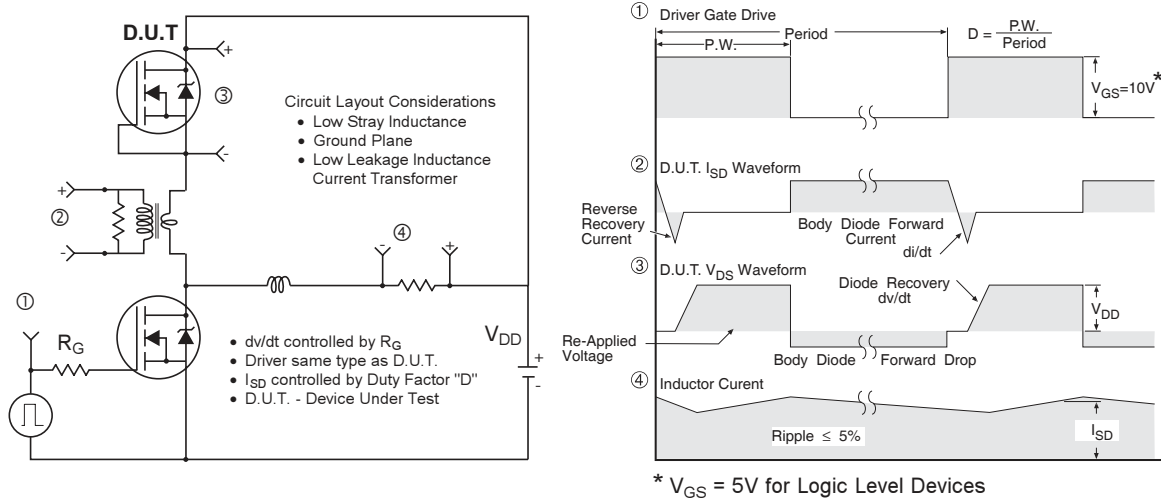 D.U.T
+
③
-
Circuit Layout Considerations
• Low Stray Inductance
• Ground Plane
• Low Leakage Inductance
Current Transformer
+
②
-
④
- +
①
R_G
• dv/dt controlled by R_G
• Driver same type as D.U.T.
• I_SD controlled by Duty Factor "D"
• D.U.T. - Device Under Test
V_DD
+
-
① Driver Gate Drive
P.W.
Period
D = P.W. / Period
V_GS=10V*
② D.U.T. I_SD Waveform
Reverse
Recovery
Current
Body Diode Forward
Current
di/dt
③ D.U.T. V_DS Waveform
Diode Recovery
dv/dt
V_DD
Re-Applied
Voltage
Body Diode Forward Drop
④ Inductor Curent
Ripple ≤ 5%
I_SD
* V_GS = 5V for Logic Level Devices